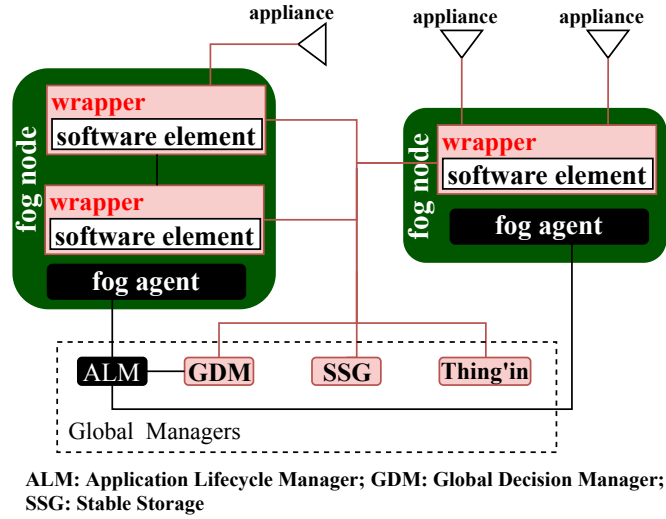 appliance
appliance
appliance
wrapper
software element
wrapper
software element
fog node
fog agent
wrapper
software element
fog node
fog agent
ALM
GDM
SSG
Thing'in
Global Managers
ALM: Application Lifecycle Manager; GDM: Global Decision Manager;
SSG: Stable Storage